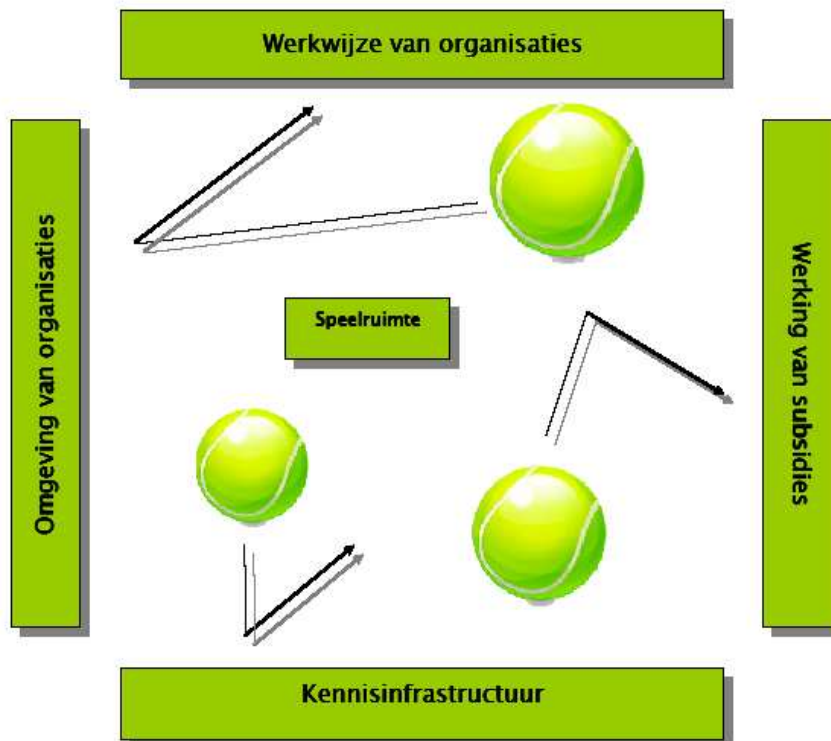 Werkwijze van organisaties
Omgeving van organisaties
Speelruimte
Werking van subsidies
Kennisinfrastructuur